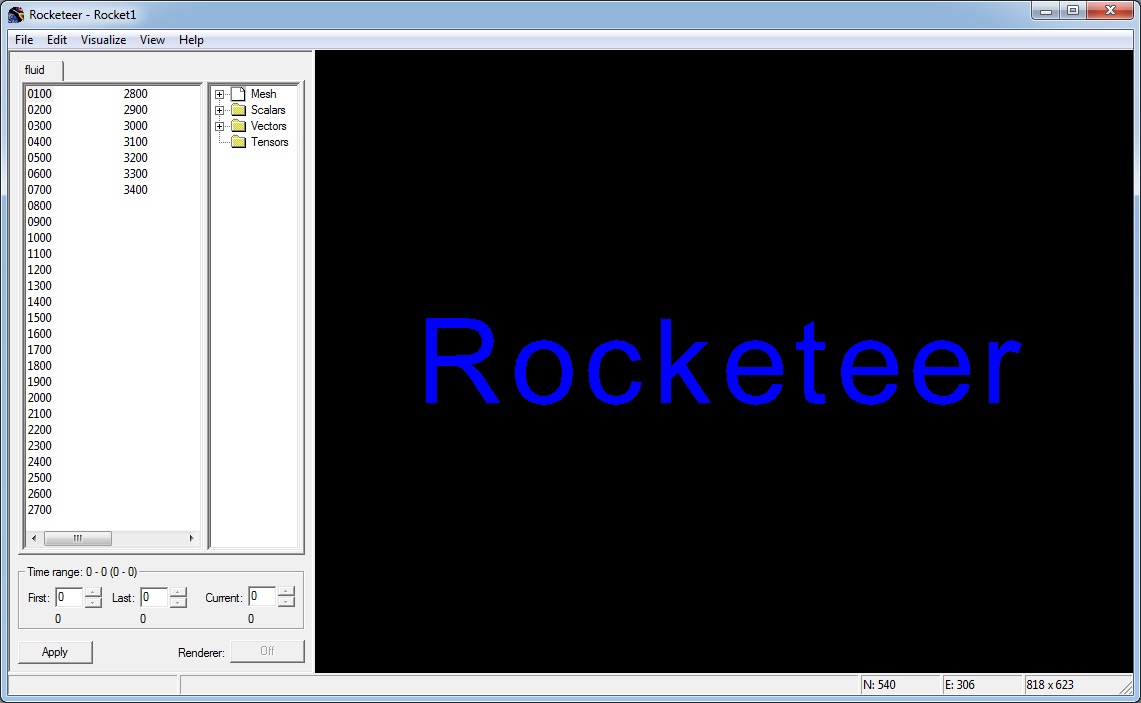 Rocketeer - Rocket1
File Edit Visualize View Help
fluid
0100 2800
0200 2900
0300 3000
0400 3100
0500 3200
0600 3300
0700 3400
0800
0900
1000
1100
1200
1300
1400
1500
1600
1700
1800
1900
2000
2100
2200
2300
2400
2500
2600
2700
Mesh
Scalars
Vectors
Tensors
Rocketeer
Time range: 0 - 0 (0 - 0)
First: 0 Last: 0 Current: 0
0 0 0
Apply Renderer: Off
N: 540 E: 306 818 x 623